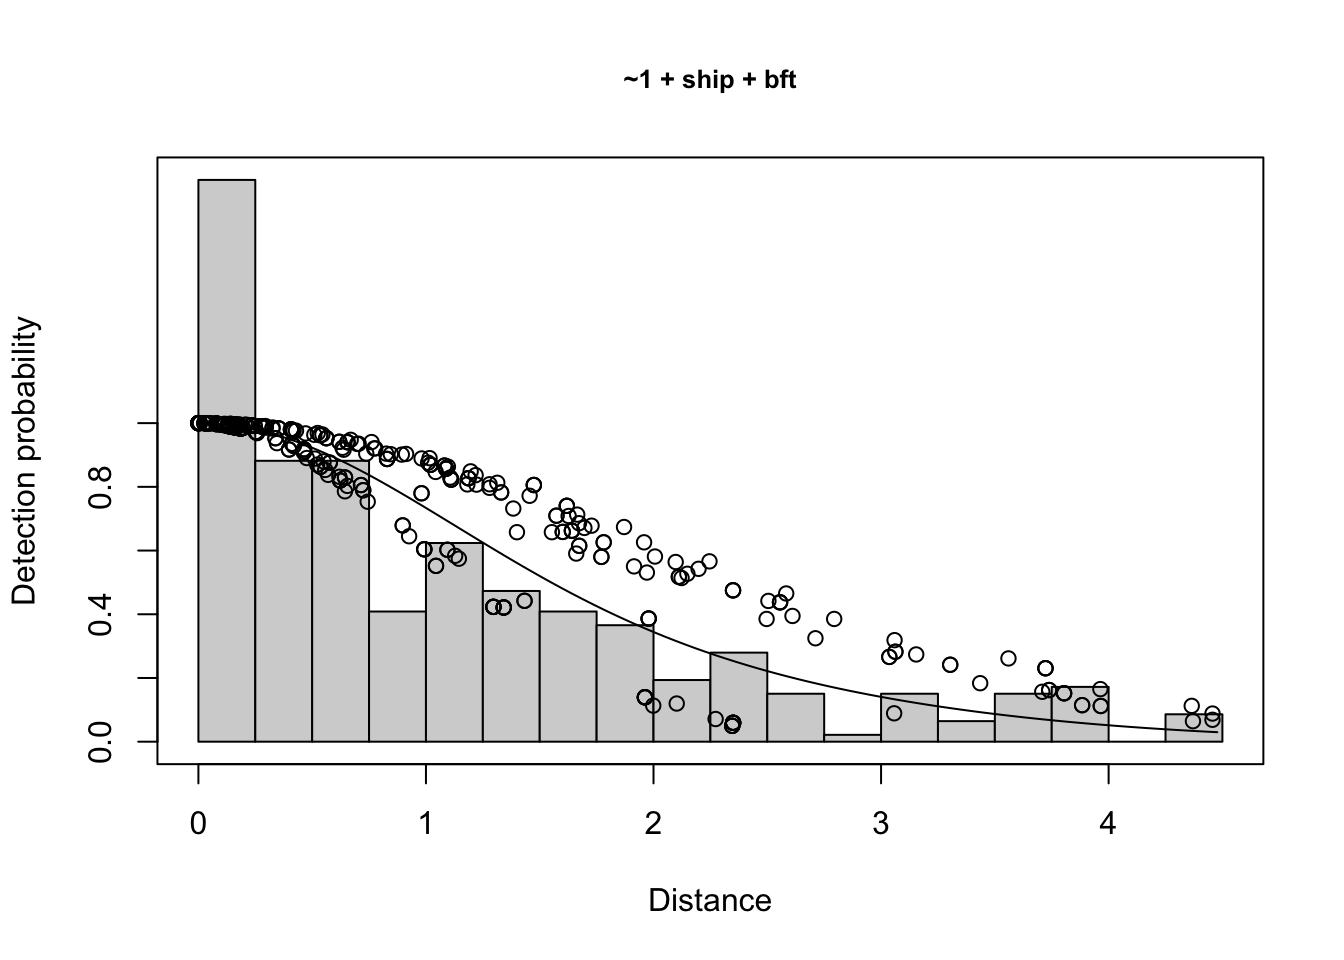 ~1 + ship + bft
Detection probability
0.8
0.4
0.0
0 1 2 3 4
Distance